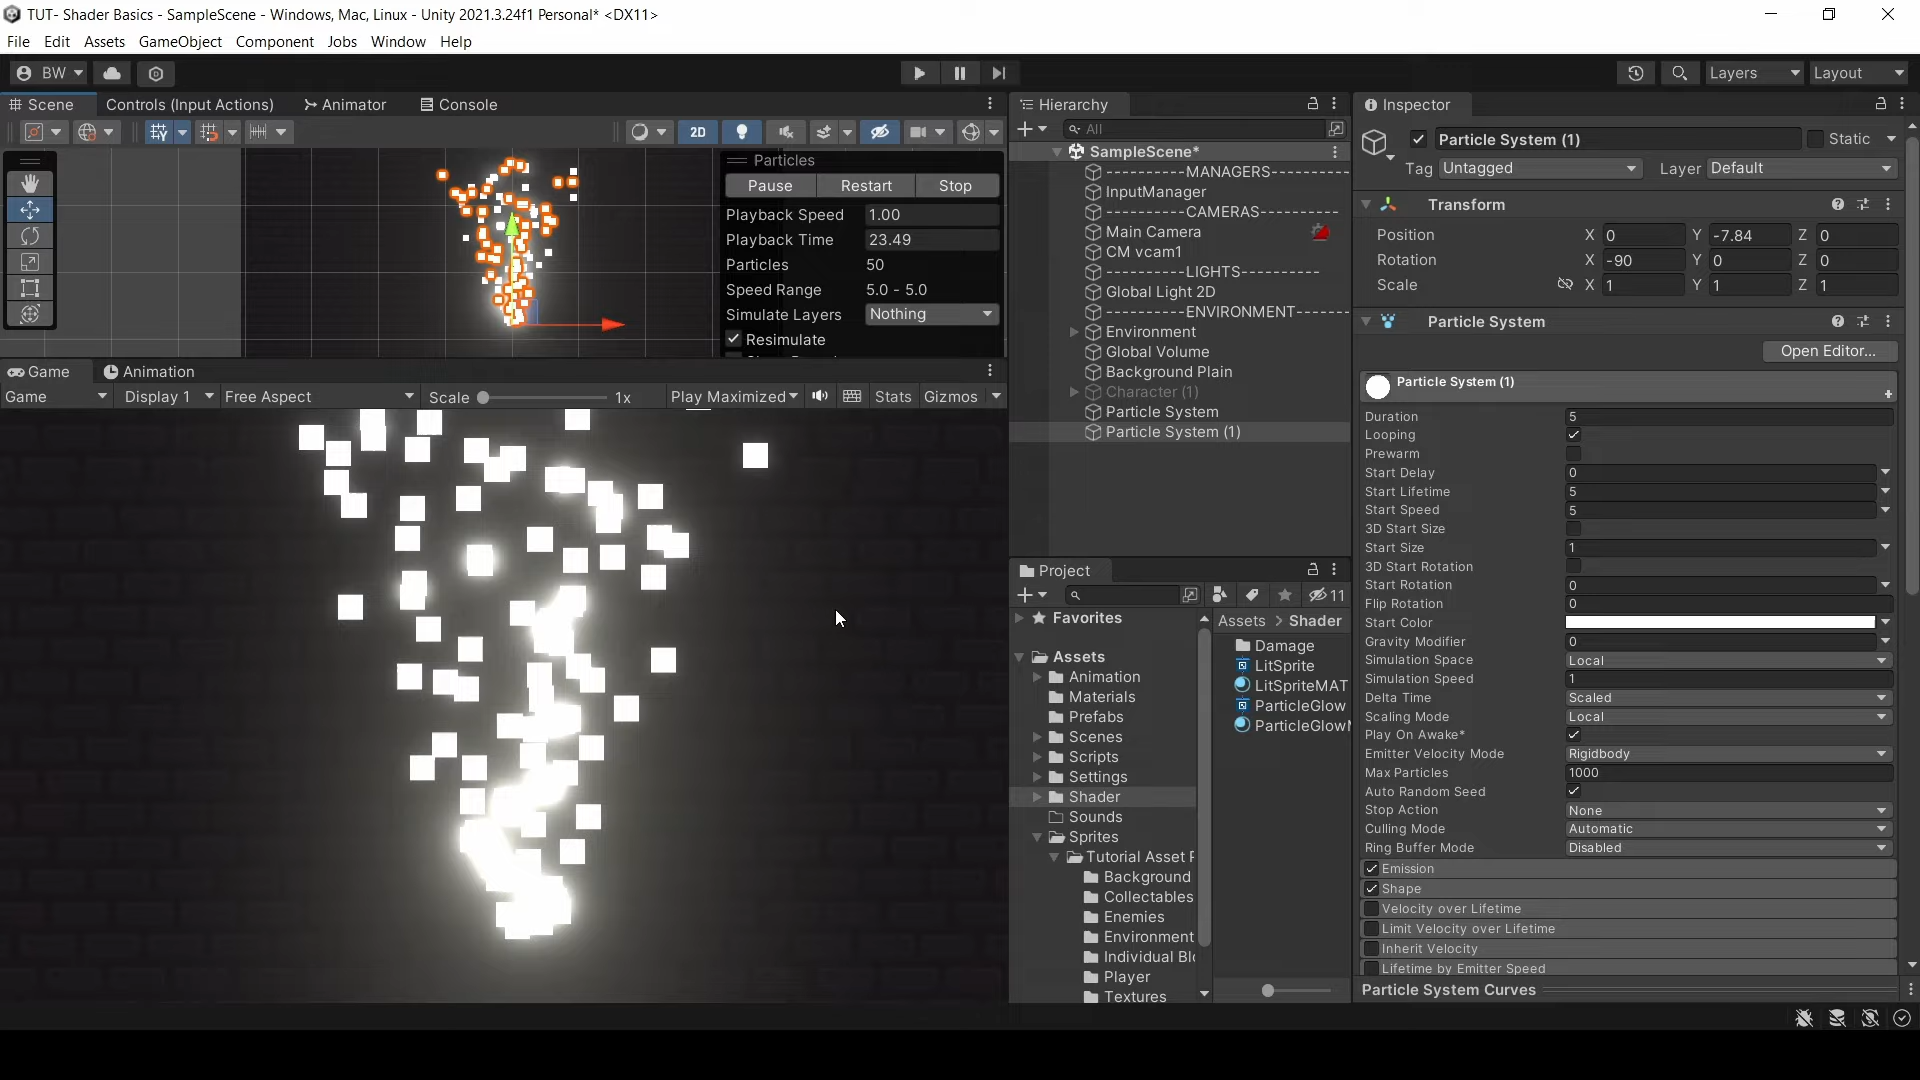 TUT- Shader Basics - SampleScene - Windows, Mac, Linux - Unity 2021.3.24f1 Personal* <DX11>
File Edit Assets GameObject Component Jobs Window Help
BW Layers Layout
Scene Controls (Input Actions) Animator Console
2D
Particles
Pause Restart Stop
Playback Speed 1.00
Playback Time 23.49
Particles 50
Speed Range 5.0 - 5.0
Simulate Layers Nothing
Resimulate
Game Animation
Game Display 1 Free Aspect Scale 1x Play Maximized Stats Gizmos
Hierarchy
All
SampleScene*
-----------MANAGERS-----------
InputManager
-----------CAMERAS-----------
Main Camera
CM vcam1
-----------LIGHTS-----------
Global Light 2D
-----------ENVIRONMENT-------
Environment
Global Volume
Background Plain
Character (1)
Particle System
Particle System (1)
Project
11
Favorites
Assets
Animation
Materials
Prefabs
Scenes
Scripts
Settings
Shader
Sounds
Sprites
Tutorial Asset
Background
Collectables
Enemies
Environment
Individual
Player
Textures
Assets > Shader
Damage
LitSprite
LitSpriteMAT
ParticleGlow
ParticleGlow
Inspector
Particle System (1) Static
Tag Untagged Layer Default
Transform
Position X 0 Y -7.84 Z 0
Rotation X -90 Y 0 Z 0
Scale X 1 Y 1 Z 1
Particle System
Open Editor...
Particle System (1)
Duration 5
Looping
Prewarm
Start Delay 0
Start Lifetime 5
Start Speed 5
3D Start Size
Start Size 1
3D Start Rotation
Start Rotation 0
Flip Rotation 0
Start Color
Gravity Modifier 0
Simulation Space Local
Simulation Speed 1
Delta Time Scaled
Scaling Mode Local
Play On Awake*
Emitter Velocity Mode Rigidbody
Max Particles 1000
Auto Random Seed
Stop Action None
Culling Mode Automatic
Ring Buffer Mode Disabled
Emission
Shape
Velocity over Lifetime
Limit Velocity over Lifetime
Inherit Velocity
Lifetime by Emitter Speed
Particle System Curves